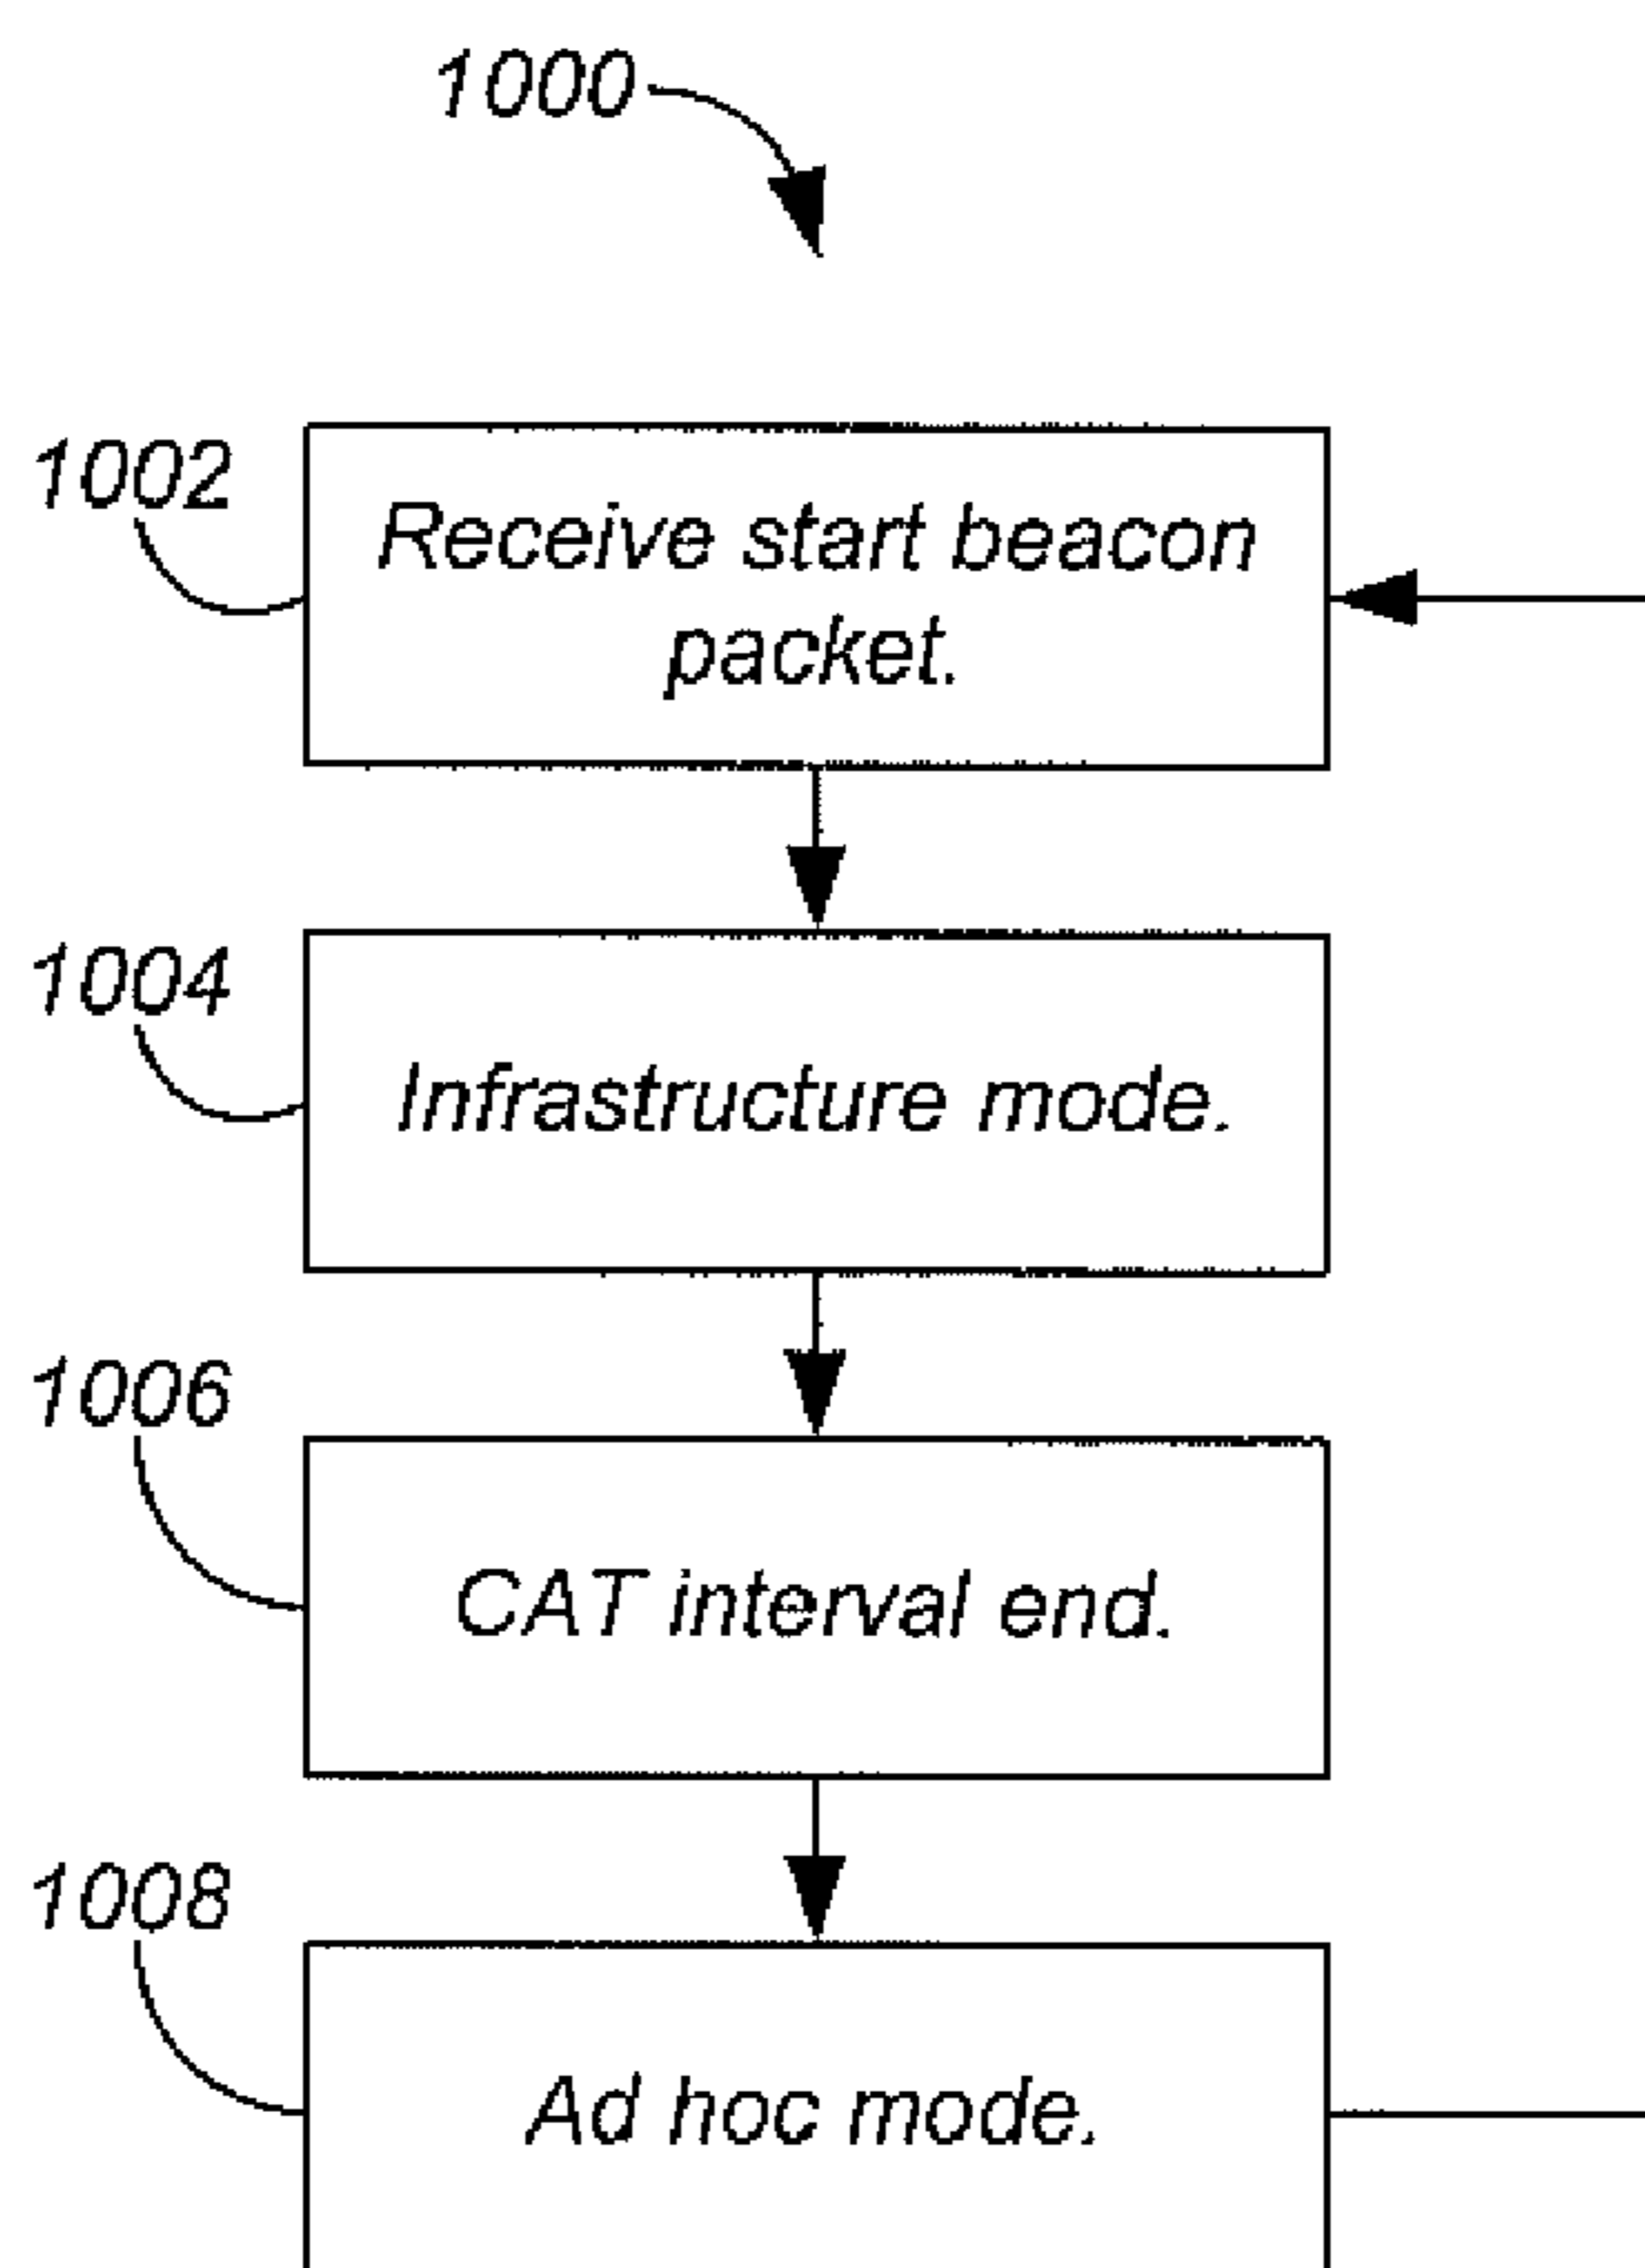 1000
1002
Receive start beacon
packet.
1004
Infrastructure mode.
1006
CAT interval end.
1008
Ad hoc mode.